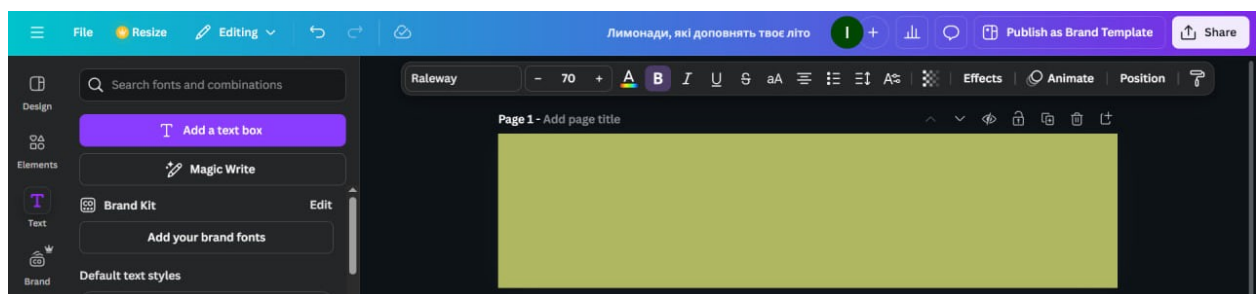 File Resize Editing Лимонади, які доповнять твоє літо I + Publish as Brand Template Share
Design
Elements
Text
Brand
Search fonts and combinations
T Add a text box
Magic Write
Brand Kit Edit
Add your brand fonts
Default text styles
Raleway - 70 + A B I U S aA Effects Animate Position
Page 1 - Add page title